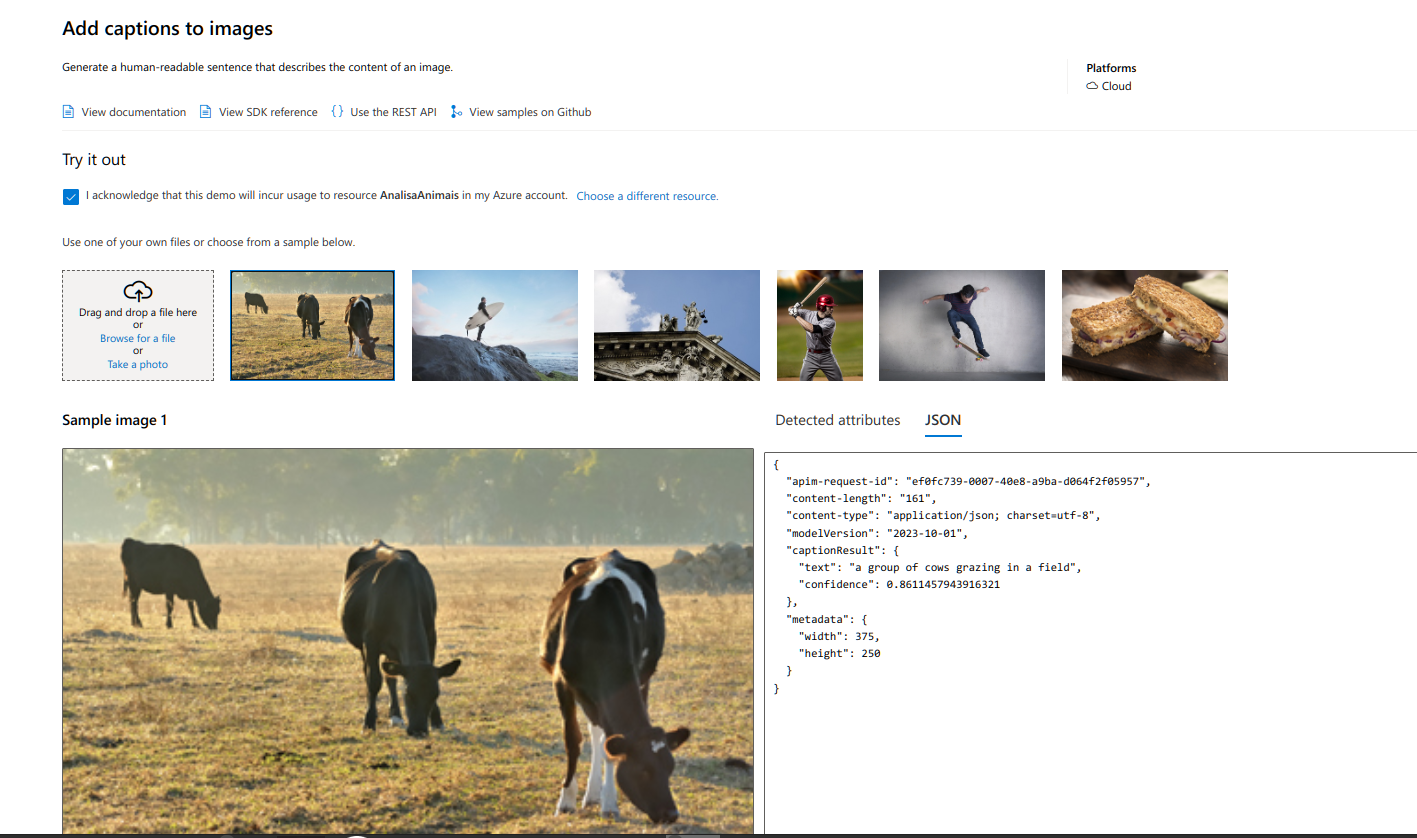 Add captions to images
Generate a human-readable sentence that describes the content of an image.
Platforms
Cloud
View documentation View SDK reference {} Use the REST API View samples on Github
Try it out
I acknowledge that this demo will incur usage to resource AnalisaAnimais in my Azure account. Choose a different resource.
Use one of your own files or choose from a sample below.
Drag and drop a file here
or
Browse for a file
or
Take a photo
Sample image 1
Detected attributes JSON
{
"apim-request-id": "ef0fc739-0007-40e8-a9ba-d064f2f05957",
"content-length": "161",
"content-type": "application/json; charset=utf-8",
"modelVersion": "2023-10-01",
"captionResult": {
"text": "a group of cows grazing in a field",
"confidence": 0.8611457943916321
},
"metadata": {
"width": 375,
"height": 250
}
}